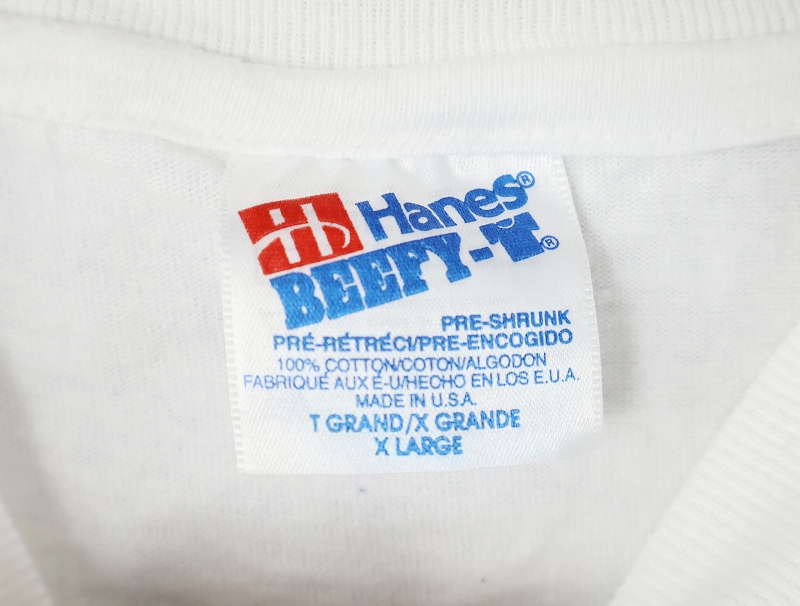 Hanes®
BEEFY-T®
PRE-SHRUNK
PRÉ-RÉTRÉCI/PRE-ENCOGIDO
100% COTTON/COTON/ALGODON
FABRIQUÉ AUX É-U/HECHO EN LOS E.U.A.
MADE IN U.S.A.
T GRAND/X GRANDE
X LARGE